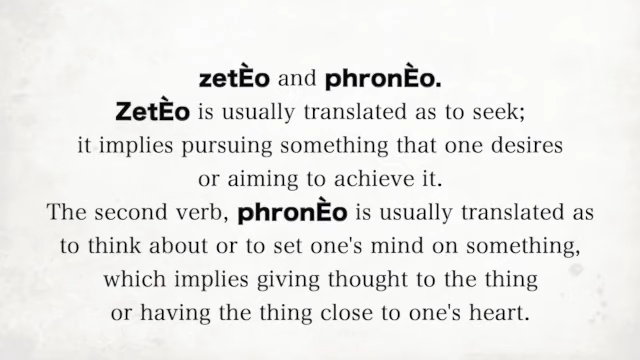 zetÈo and phronÈo.
ZetÈo is usually translated as to seek;
it implies pursuing something that one desires
or aiming to achieve it.
The second verb, phronÈo is usually translated as
to think about or to set one's mind on something,
which implies giving thought to the thing
or having the thing close to one's heart.